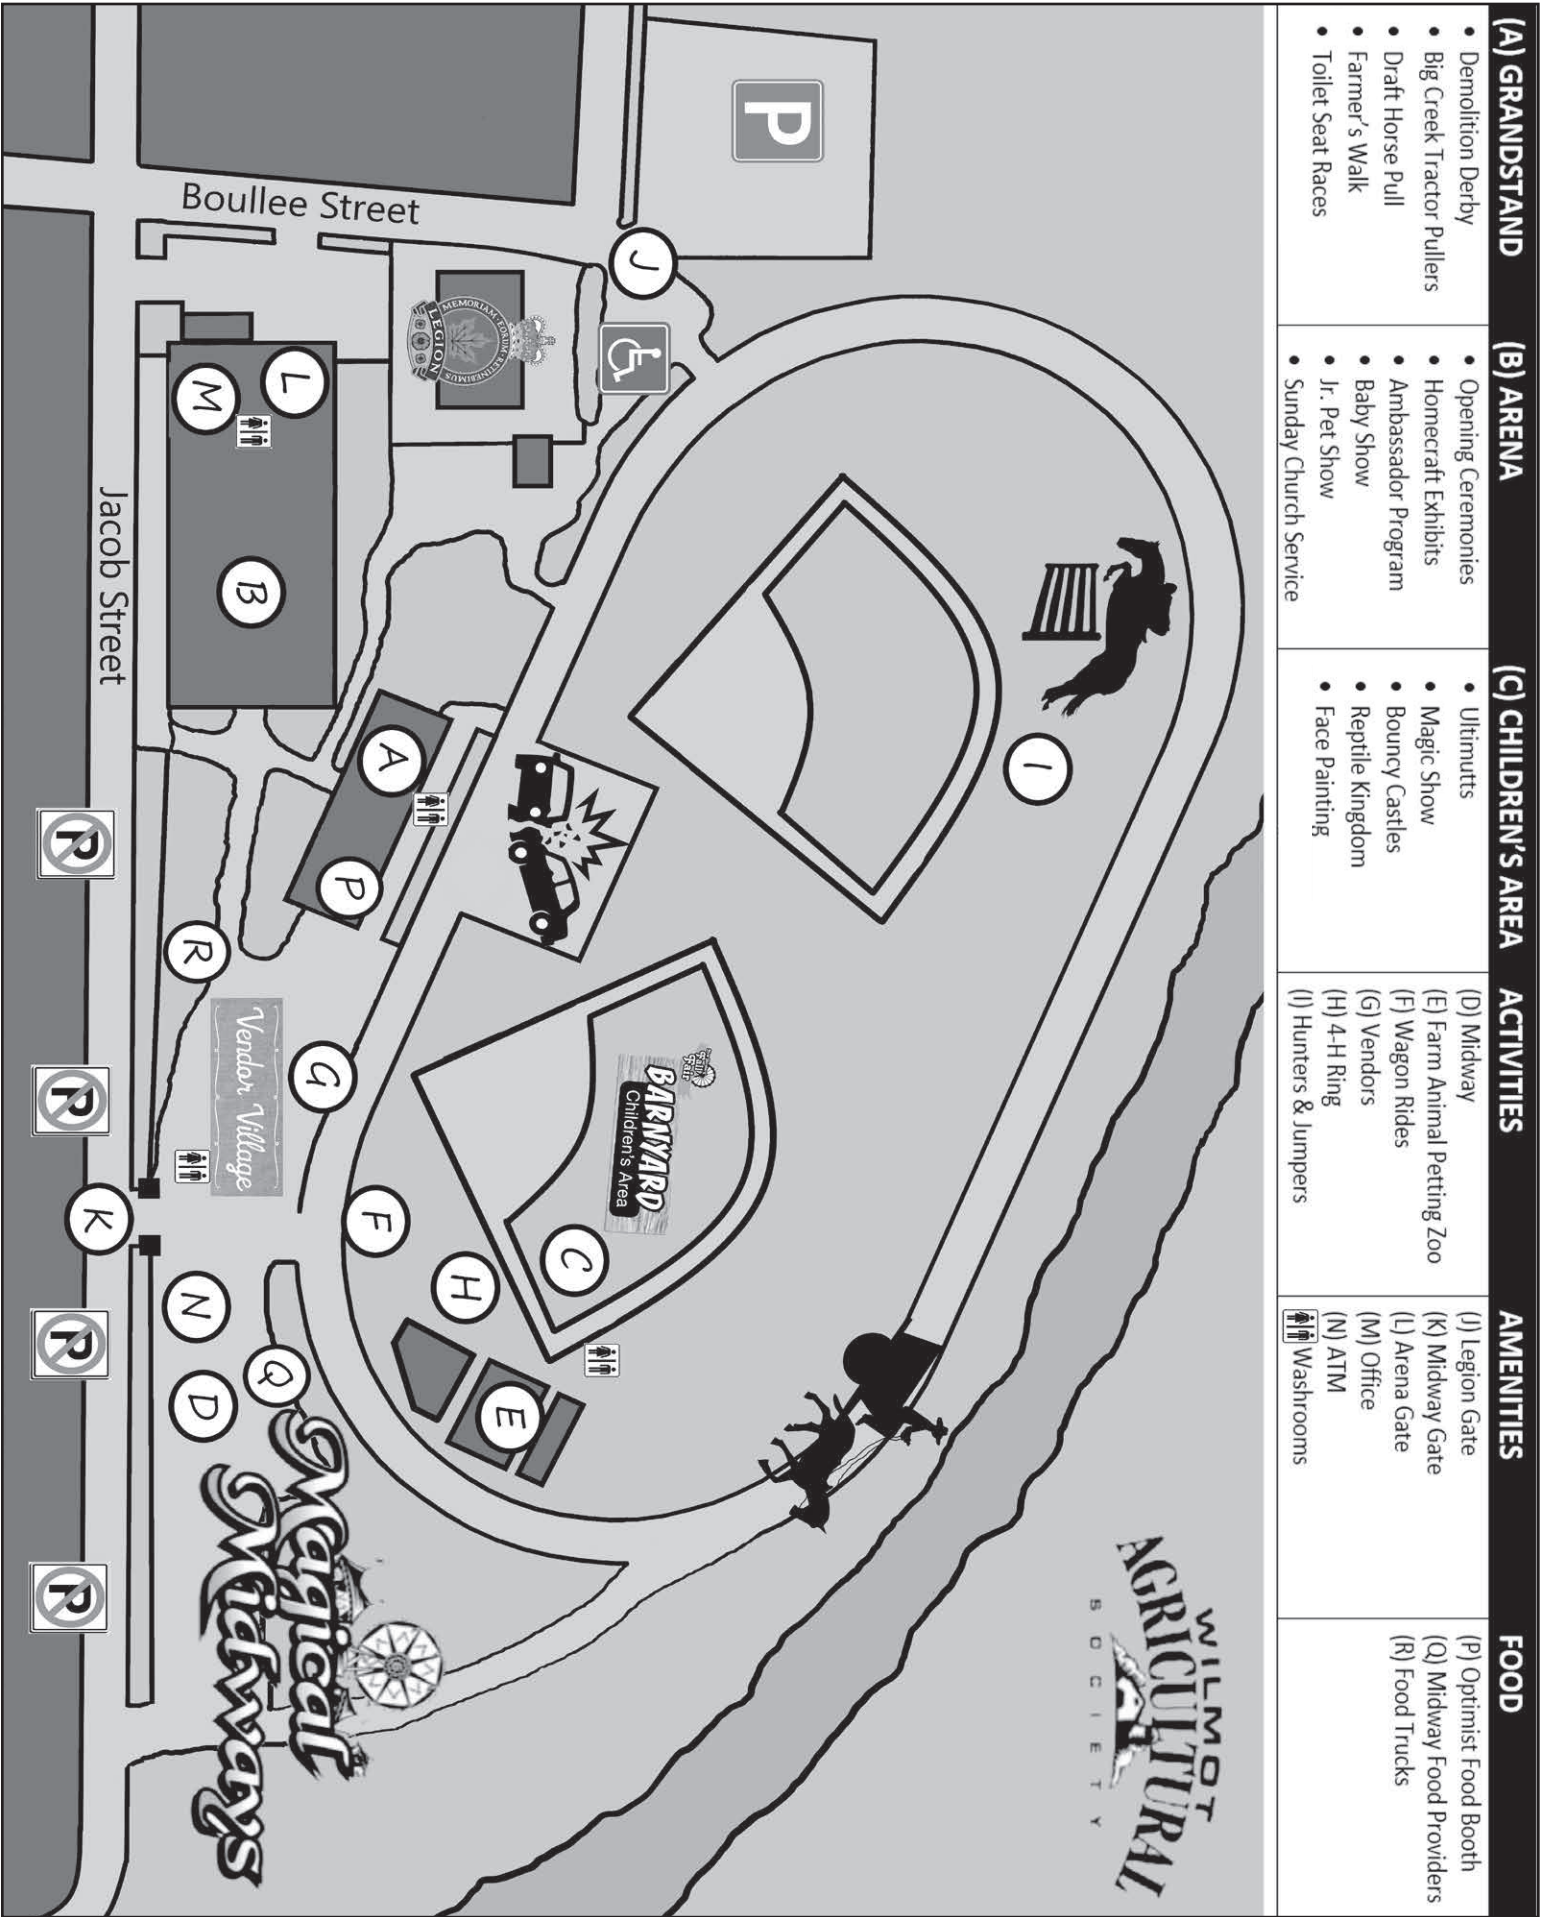 (A) GRANDSTAND
• Demolition Derby
• Big Creek Tractor Pullers
• Draft Horse Pull
• Farmer's Walk
• Toilet Seat Races
(B) ARENA
• Opening Ceremonies
• Homecraft Exhibits
• Ambassador Program
• Baby Show
• Jr. Pet Show
• Sunday Church Service
(C) CHILDREN'S AREA
• Ultimutts
• Magic Show
• Bouncy Castles
• Reptile Kingdom
• Face Painting
ACTIVITIES
(D) Midway
(E) Farm Animal Petting Zoo
(F) Wagon Rides
(G) Vendors
(H) 4-H Ring
(I) Hunters & Jumpers
AMENITIES
(J) Legion Gate
(K) Midway Gate
(L) Arena Gate
(M) Office
(N) ATM
Washrooms
FOOD
(P) Optimist Food Booth
(Q) Midway Food Providers
(R) Food Trucks
WILMOT
AGRICULTURAL
SOCIETY
P
Boullee Street
J
MEMORIAM·EORUM·RETINEBIMUS
LEGION
I
L
M
B
A
P
R
BARNYARD
Children's Area
C
G
Vendor Village
F
H
E
K
N
Q
D
Magical
Midways
Jacob Street
P
P
P
P